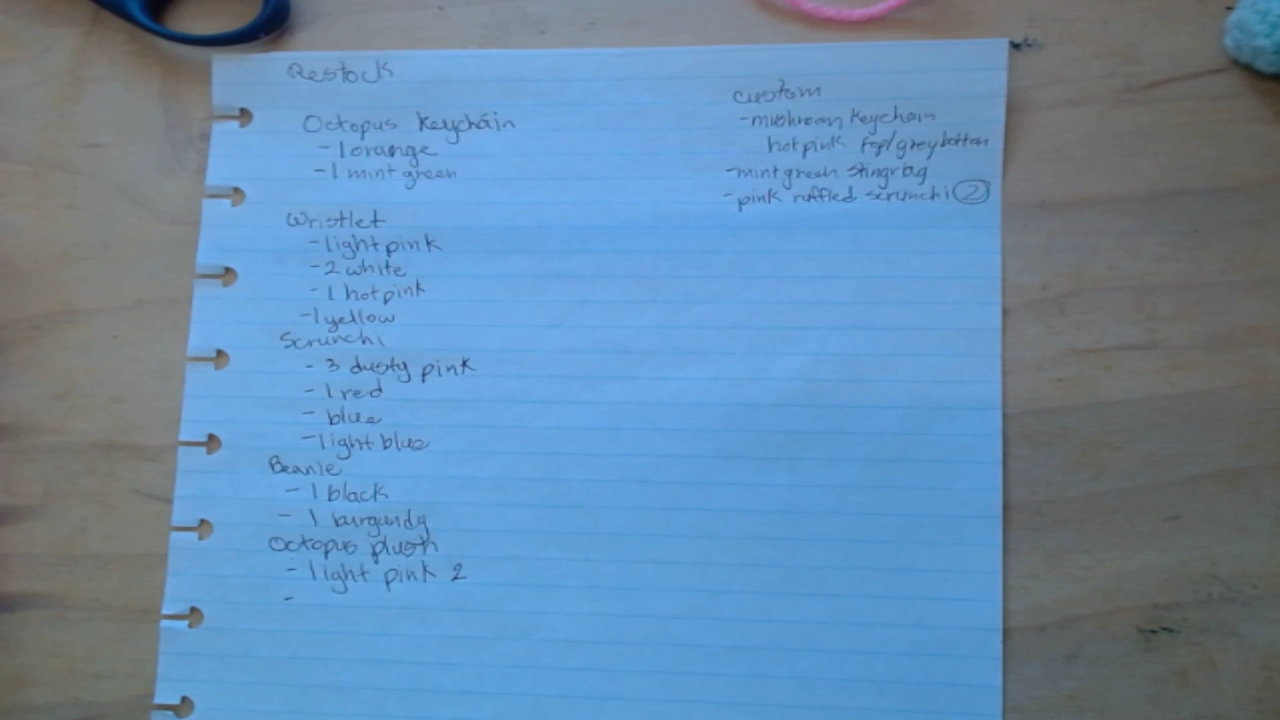 Restock
Octopus Keychain
- 1 orange
- 1 mint green
Wristlet
- light pink
- 2 white
- 1 hot pink
- 1 yellow
Scrunchi
- 3 dusty pink
- 1 red
- blue
- light blue
Beanie
- 1 black
- 1 burgundy
Octopus plush
- light pink 2
-
custom
- mushroom keychain
hot pink top/grey bottom
- mint green stingray
- pink ruffled scrunchi 2